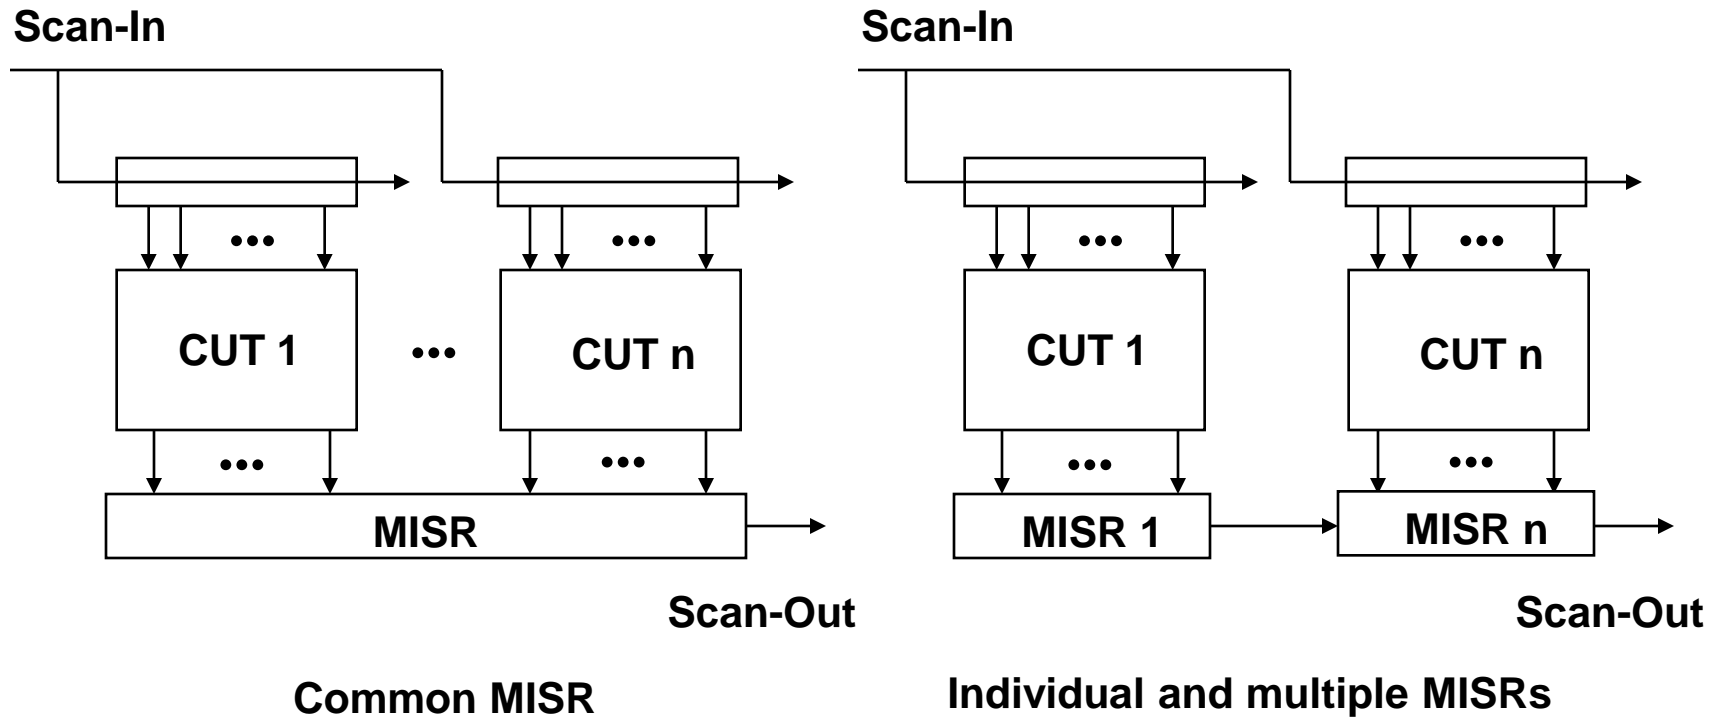 Scan-In
CUT 1
•••
CUT n
MISR
Scan-Out
Common MISR
Scan-In
CUT 1
CUT n
MISR 1
MISR n
Scan-Out
Individual and multiple MISRs